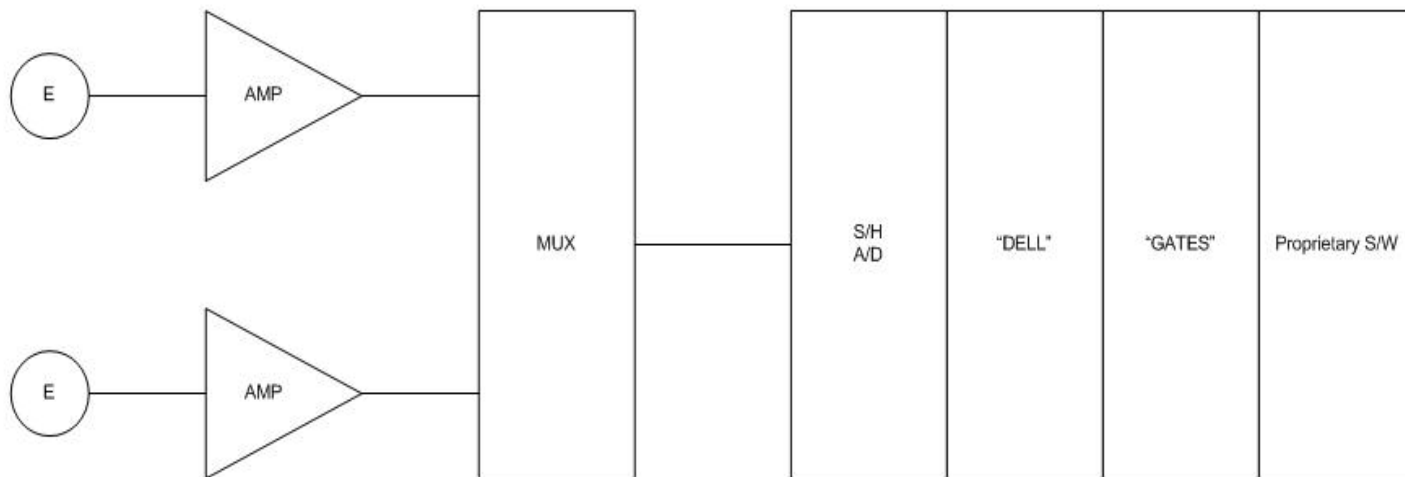 E
AMP
MUX
S/H
A/D
“DELL”
“GATES”
Proprietary S/W
E
AMP